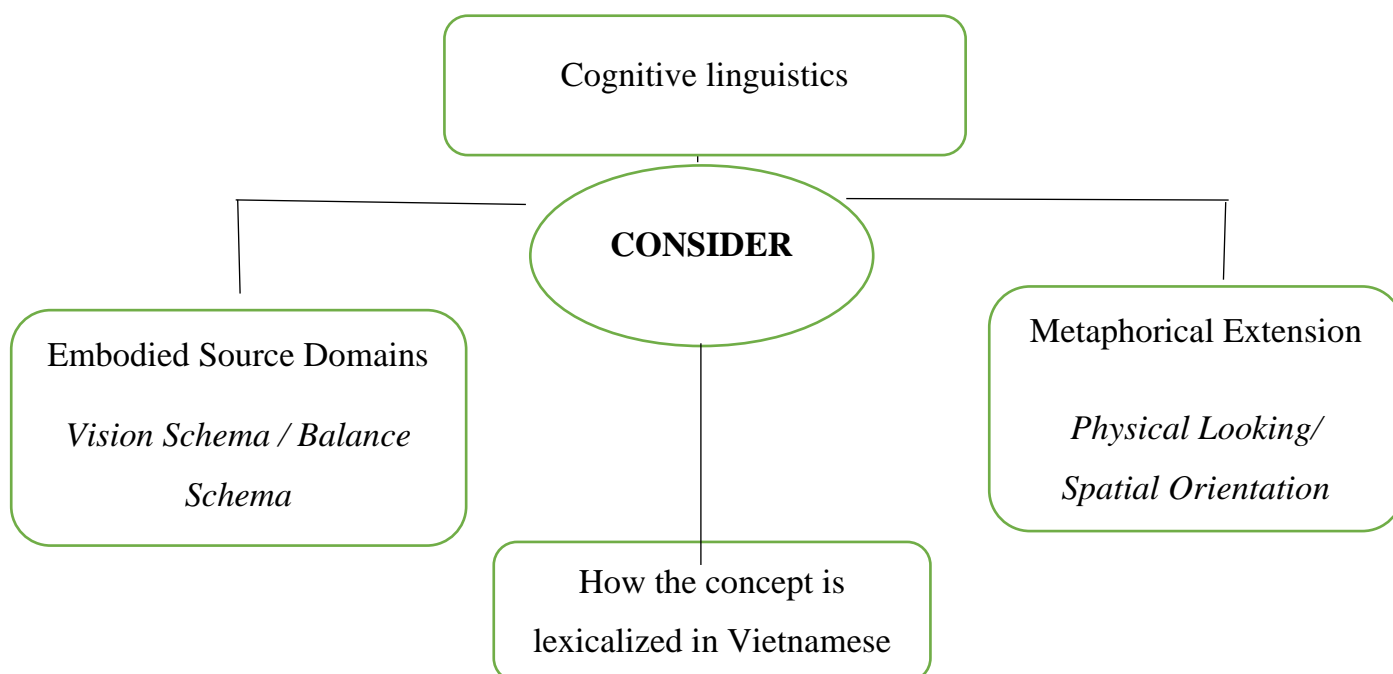 Cognitive linguistics
CONSIDER
Embodied Source Domains
Vision Schema / Balance
Schema
Metaphorical Extension
Physical Looking/
Spatial Orientation
How the concept is
lexicalized in Vietnamese